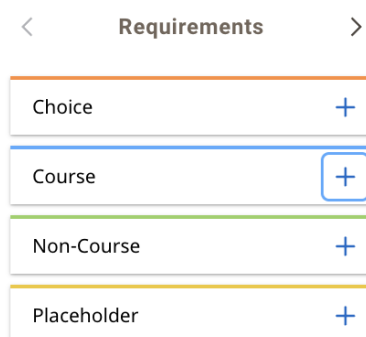 Requirements
Choice
Course
Non-Course
Placeholder